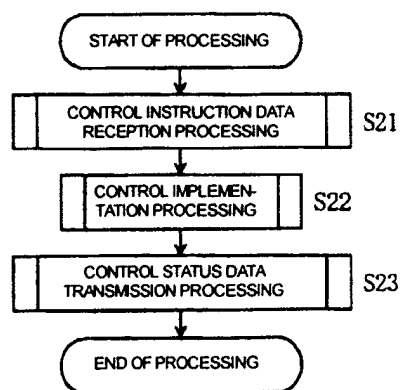 START OF PROCESSING
CONTROL INSTRUCTION DATA
RECEPTION PROCESSING
S21
CONTROL IMPLEMEN-
TATION PROCESSING
S22
CONTROL STATUS DATA
TRANSMISSION PROCESSING
S23
END OF PROCESSING